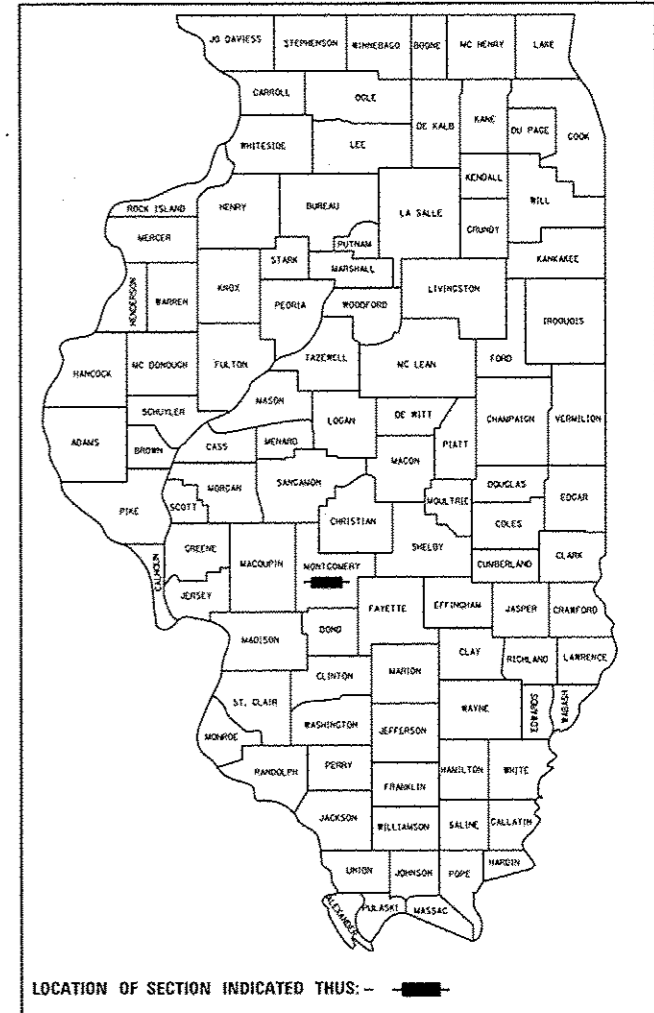 JO DAVIESS
STEPHENSON
WINNEBAGO
BOONE
MC HENRY
LAKE
CARROLL
OGLE
DE KALB
KANE
DU PAGE
COOK
WHITESIDE
LEE
KENDALL
WILL
ROCK ISLAND
HENRY
BUREAU
LA SALLE
GRUNDY
MERCER
PUTNAM
KANKAKEE
STARK
MARSHALL
HENDERSON
WARREN
KNOX
PEORIA
WOODFORD
LIVINGSTON
IROQUOIS
HANCOCK
MC DONOUGH
FULTON
TAZEWELL
MC LEAN
FORD
MASON
SCHUYLER
LOGAN
DE WITT
CHAMPAIGN
VERMILION
ADAMS
BROWN
CASS
MENARD
MACON
PIATT
MORGAN
SANGAMON
DOUGLAS
EDGAR
PIKE
SCOTT
CHRISTIAN
MOULTRIE
COLES
GREENE
MACOUPIN
MONTGOMERY
SHELBY
CUMBERLAND
CLARK
CALHOUN
JERSEY
FAYETTE
EFFINGHAM
JASPER
CRAWFORD
MADISON
BOND
CLAY
RICHLAND
LAWRENCE
CLINTON
MARION
ST. CLAIR
WAYNE
EDWARDS
WABASH
MONROE
WASHINGTON
JEFFERSON
RANDOLPH
PERRY
HAMILTON
WHITE
FRANKLIN
JACKSON
WILLIAMSON
SALINE
GALLATIN
UNION
JOHNSON
POPE
HARDIN
ALEXANDER
PULASKI
MASSAC
LOCATION OF SECTION INDICATED THUS: -